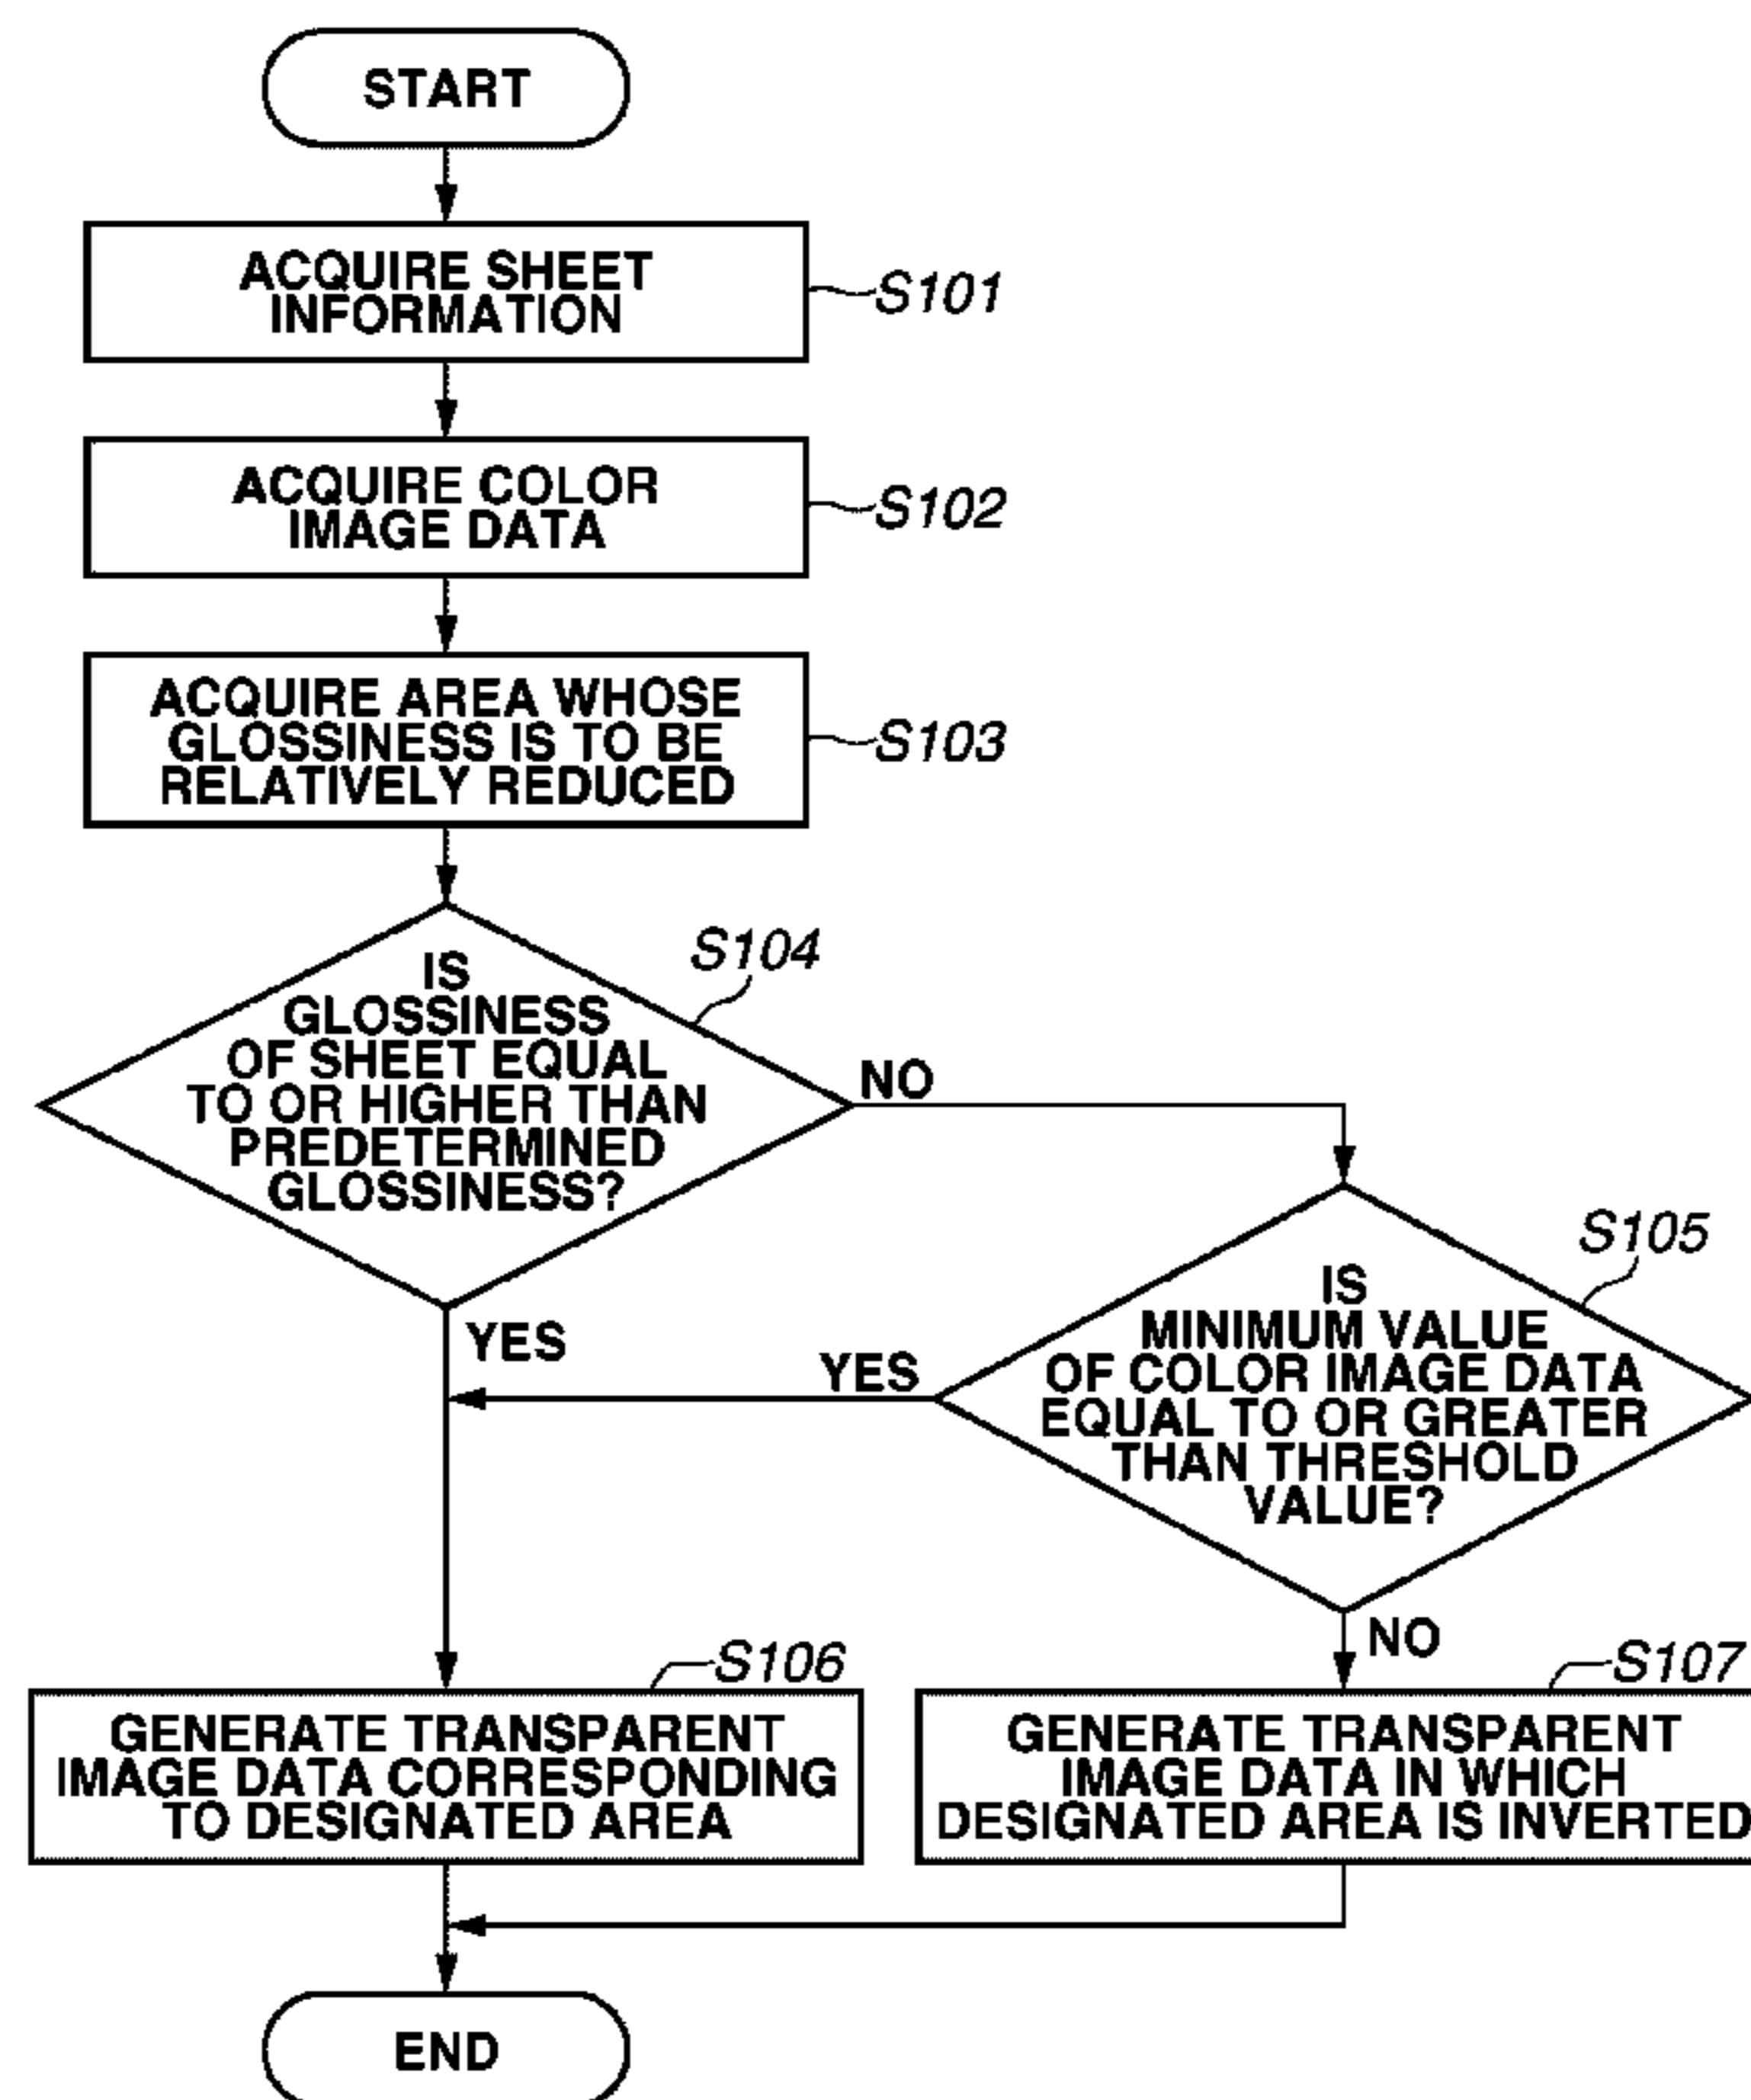 START
ACQUIRE SHEET
INFORMATION
S101
ACQUIRE COLOR
IMAGE DATA
S102
ACQUIRE AREA WHOSE
GLOSSINESS IS TO BE
RELATIVELY REDUCED
S103
IS
GLOSSINESS
OF SHEET EQUAL
TO OR HIGHER THAN
PREDETERMINED
GLOSSINESS?
S104
NO
YES
IS
MINIMUM VALUE
OF COLOR IMAGE DATA
EQUAL TO OR GREATER
THAN THRESHOLD
VALUE?
S105
YES
NO
S106
GENERATE TRANSPARENT
IMAGE DATA CORRESPONDING
TO DESIGNATED AREA
S107
GENERATE TRANSPARENT
IMAGE DATA IN WHICH
DESIGNATED AREA IS INVERTED
END